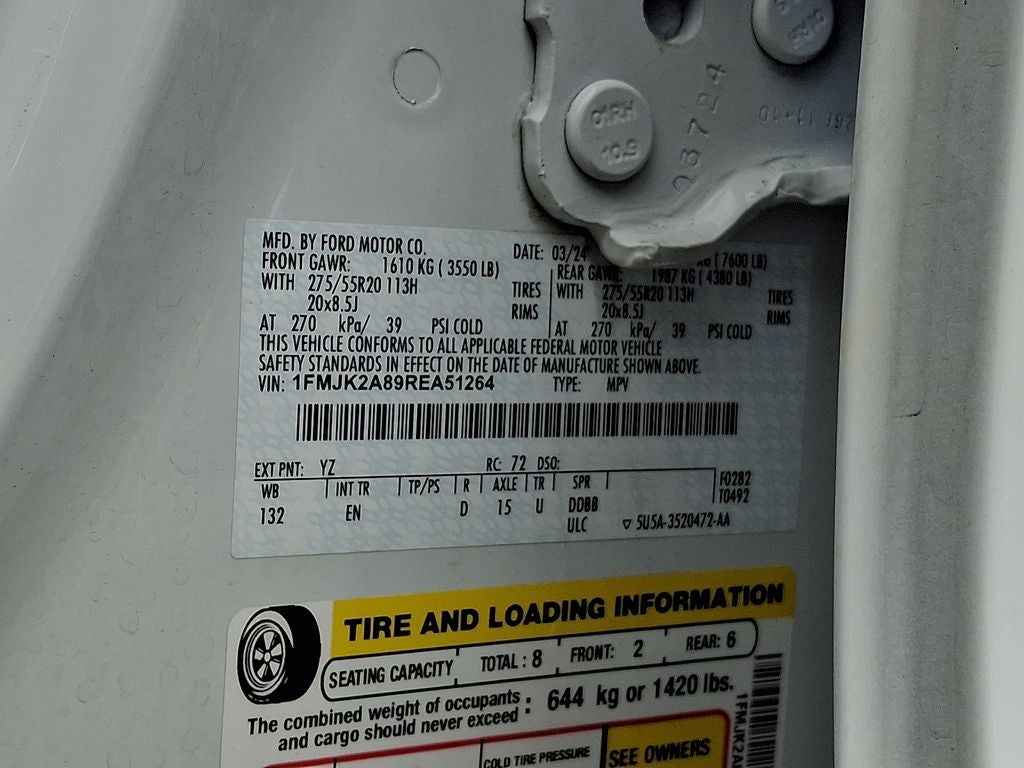 01RH
10.9
03724
MFD. BY FORD MOTOR CO. DATE: 03/24 ( 7600 LB)
FRONT GAWR: 1610 KG ( 3550 LB) REAR GAWR: 1987 KG ( 4380 LB)
WITH 275/55R20 113H TIRES WITH 275/55R20 113H TIRES
20x8.5J RIMS 20x8.5J RIMS
AT 270 kPa/ 39 PSI COLD AT 270 kPa/ 39 PSI COLD
THIS VEHICLE CONFORMS TO ALL APPLICABLE FEDERAL MOTOR VEHICLE
SAFETY STANDARDS IN EFFECT ON THE DATE OF MANUFACTURE SHOWN ABOVE.
VIN: 1FMJK2A89REA51264 TYPE: MPV
EXT PNT: YZ RC: 72 DSO:
WB INT TR TP/PS R AXLE TR SPR F0282
132 EN D 15 U DDBB T0492
ULC ▽ 5U5A-3520472-AA
TIRE AND LOADING INFORMATION
SEATING CAPACITY TOTAL : 8 FRONT: 2 REAR: 6
The combined weight of occupants
and cargo should never exceed : 644 kg or 1420 lbs.
COLD TIRE PRESSURE SEE OWNERS
1FMJK2A